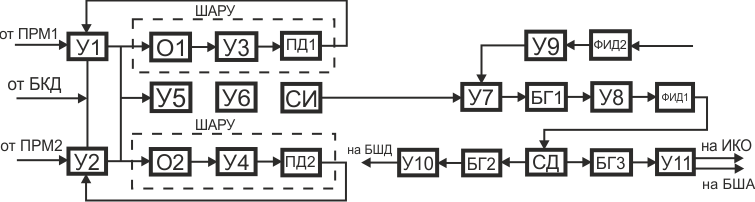 ШАРУ
от ПРМ1
У1
О1
У3
ПД1
У9
ФИД2
от БКД
У5
У6
СИ
У7
БГ1
У8
ФИД1
ШАРУ
от ПРМ2
У2
О2
У4
ПД2
на БШД
У10
БГ2
СД
БГ3
У11
на ИКО
на БША